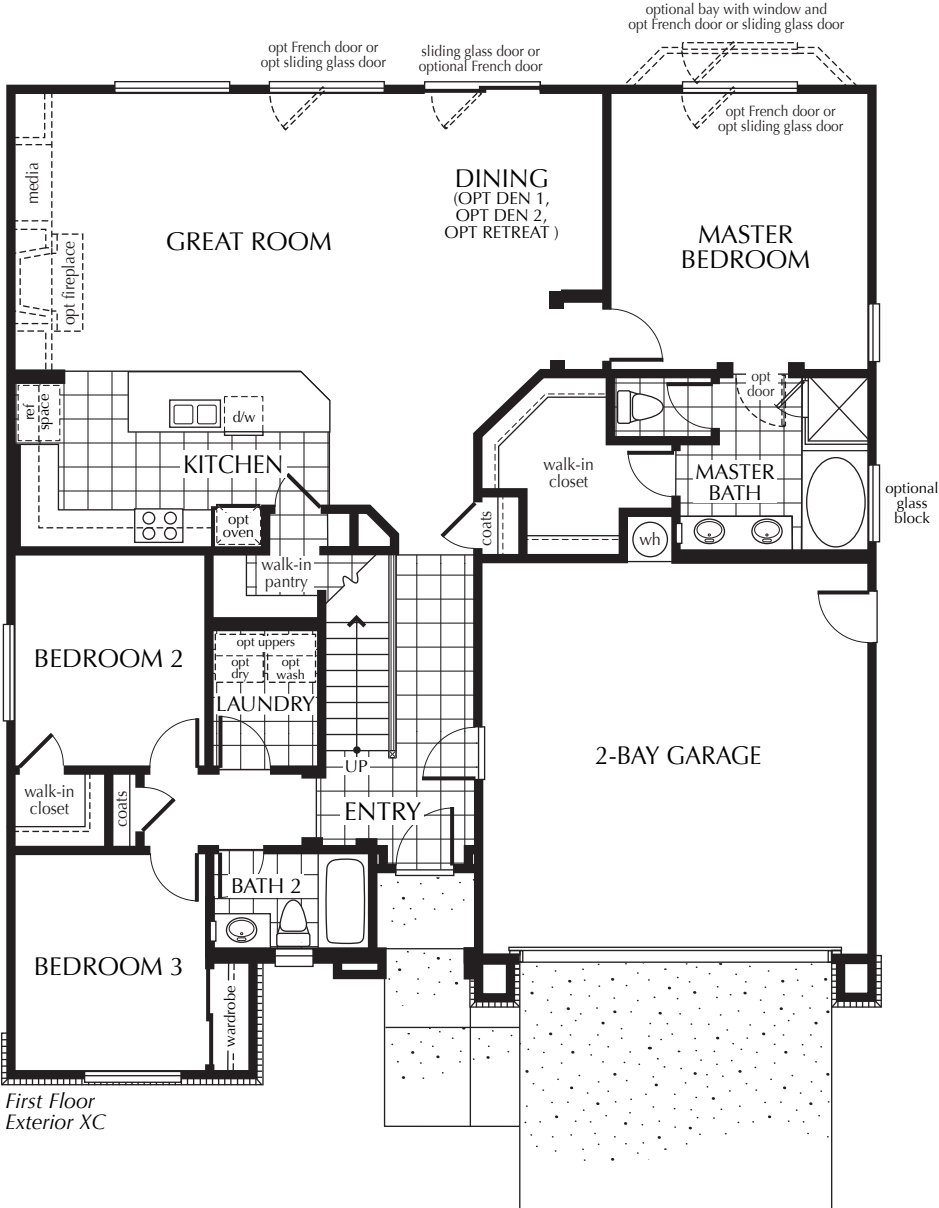 optional bay with window and
opt French door or sliding glass door
opt French door or
opt sliding glass door
sliding glass door or
optional French door
opt French door or
opt sliding glass door
media
DINING
(OPT DEN 1,
OPT DEN 2,
OPT RETREAT )
GREAT ROOM
MASTER
BEDROOM
opt fireplace
ref
space
d/w
opt
door
KITCHEN
walk-in
closet
MASTER
BATH
optional
glass
block
opt
oven
coats
wh
walk-in
pantry
opt uppers
opt
dry
opt
wash
BEDROOM 2
LAUNDRY
UP
2-BAY GARAGE
walk-in
closet
coats
ENTRY
BATH 2
BEDROOM 3
wardrobe
First Floor
Exterior XC